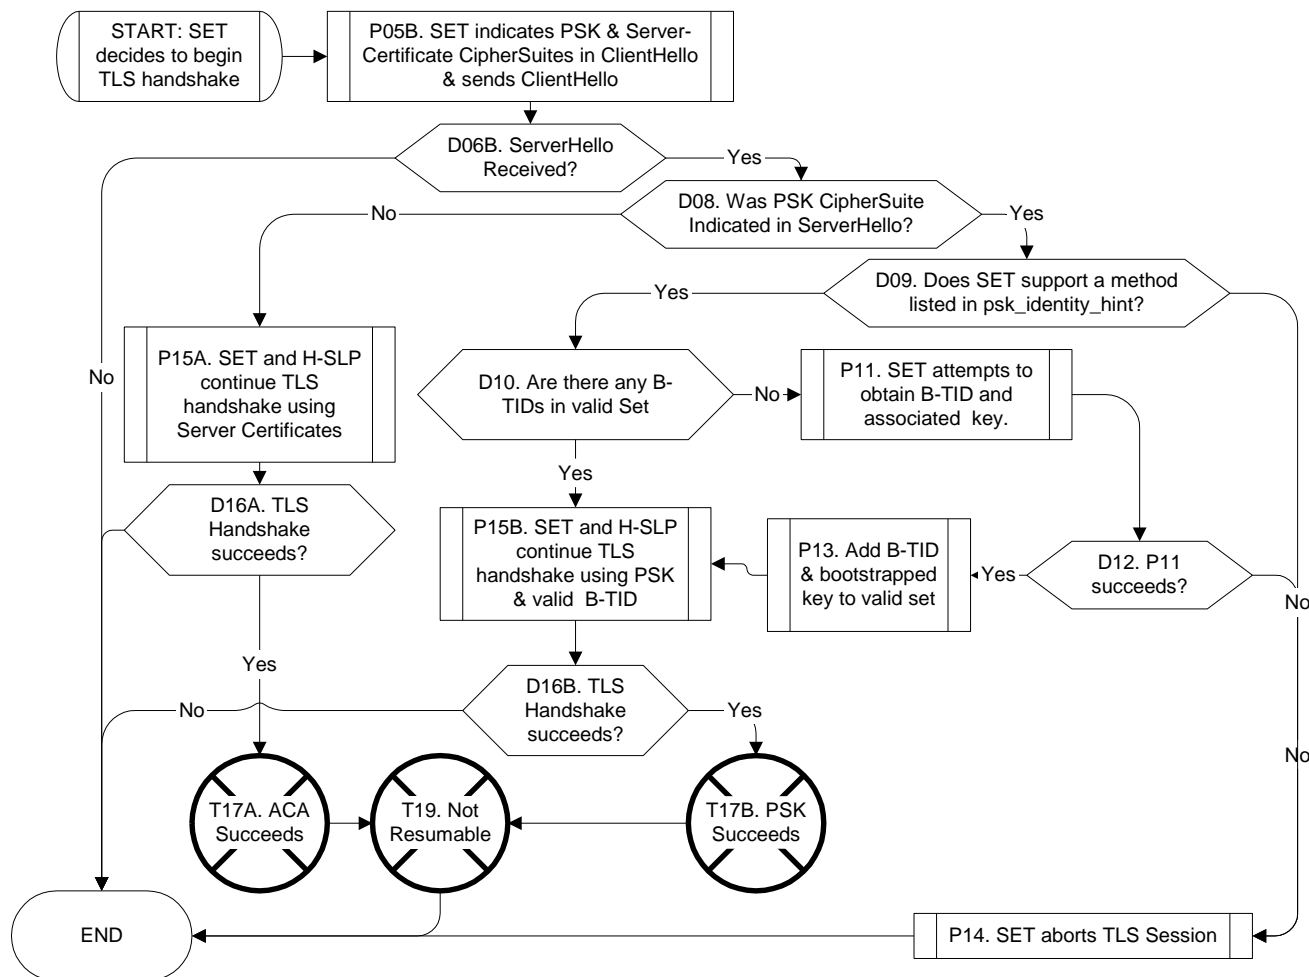 START: SET
decides to begin
TLS handshake
P05B. SET indicates PSK & Server-
Certificate CipherSuites in ClientHello
& sends ClientHello
D06B. ServerHello
Received?
Yes
No
D08. Was PSK CipherSuite
Indicated in ServerHello?
No
Yes
D09. Does SET support a method
listed in psk_identity_hint?
Yes
No
P15A. SET and H-SLP
continue TLS
handshake using
Server Certificates
D10. Are there any B-
TIDs in valid Set
No
P11. SET attempts to
obtain B-TID and
associated key.
Yes
D16A. TLS
Handshake
succeeds?
P15B. SET and H-SLP
continue TLS
handshake using PSK
& valid B-TID
P13. Add B-TID
& bootstrapped
key to valid set
Yes
D12. P11
succeeds?
No
Yes
D16B. TLS
Handshake
succeeds?
No
Yes
T17A. ACA
Succeeds
T19. Not
Resumable
T17B. PSK
Succeeds
END
P14. SET aborts TLS Session